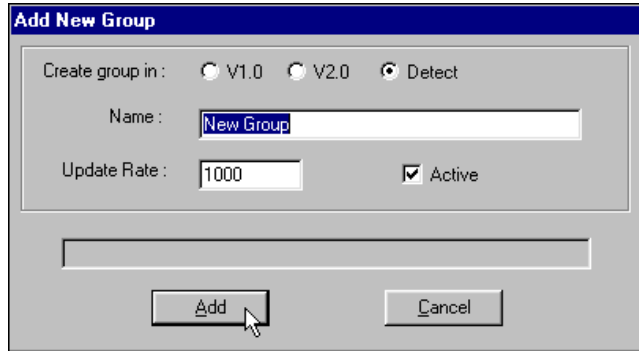 Add New Group
Create group in : V1.0 V2.0 Detect
Name : New Group
Update Rate : 1000 Active
Add Cancel